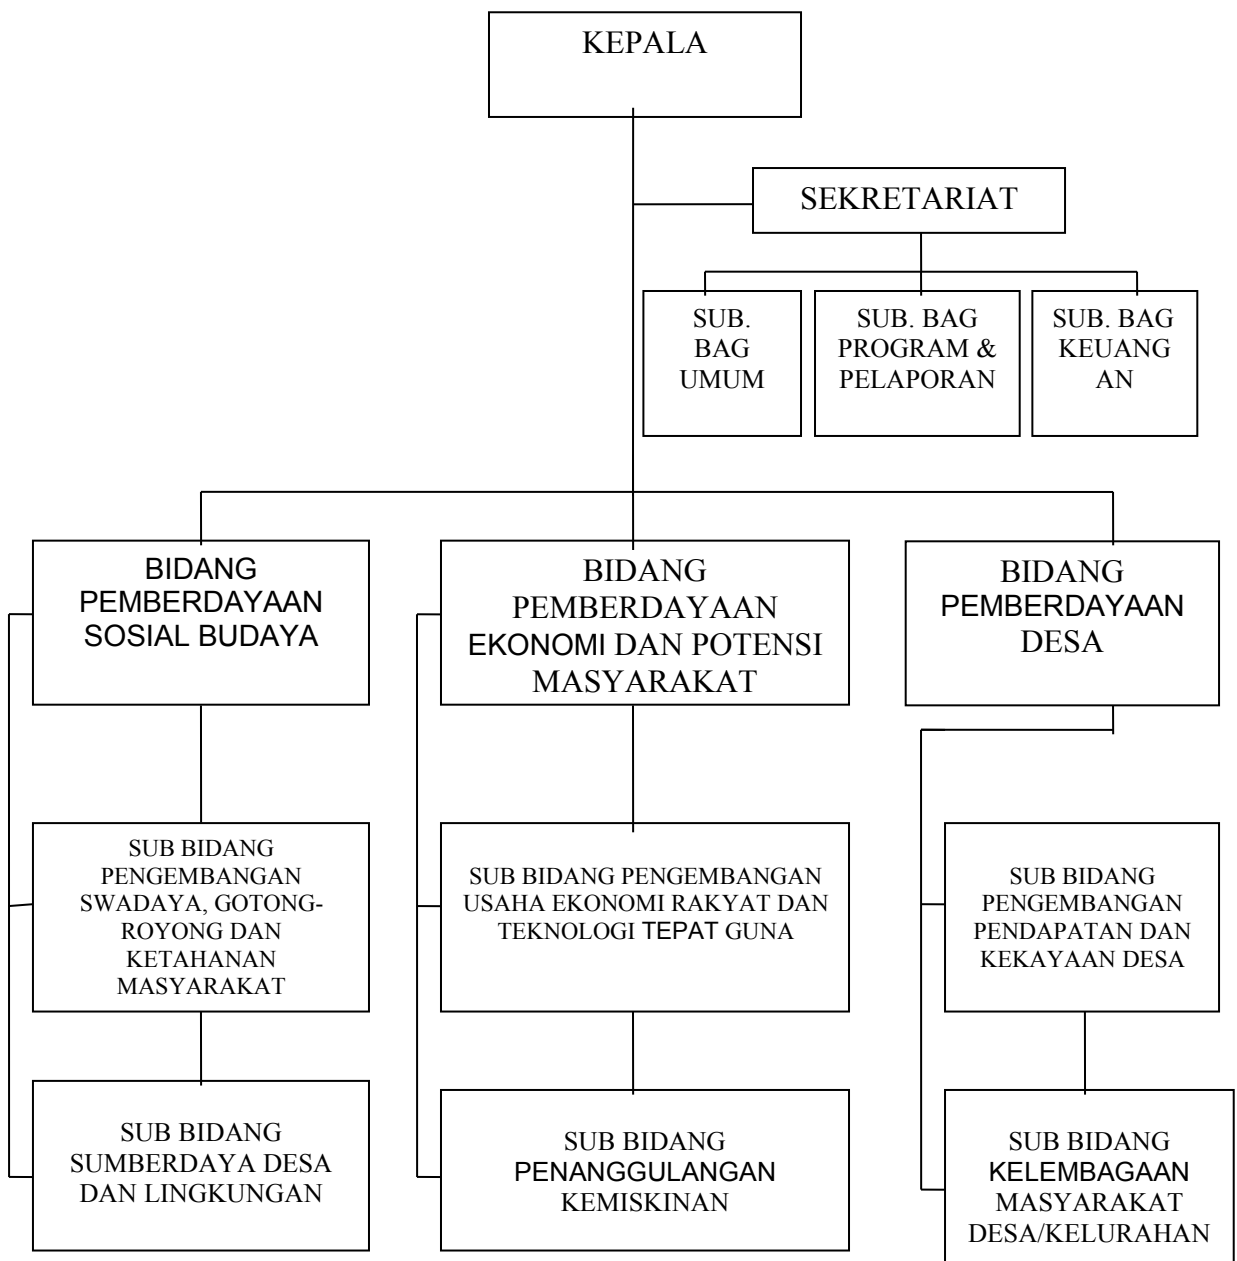 KEPALA
SEKRETARIAT
SUB.
BAG
UMUM
SUB. BAG
PROGRAM &
PELAPORAN
SUB. BAG
KEUANG
AN
BIDANG
PEMBERDAYAAN
SOSIAL BUDAYA
BIDANG
PEMBERDAYAAN
EKONOMI DAN POTENSI
MASYARAKAT
BIDANG
PEMBERDAYAAN
DESA
SUB BIDANG
PENGEMBANGAN
SWADAYA, GOTONG-
ROYONG DAN
KETAHANAN
MASYARAKAT
SUB BIDANG PENGEMBANGAN
USAHA EKONOMI RAKYAT DAN
TEKNOLOGI TEPAT GUNA
SUB BIDANG
PENGEMBANGAN
PENDAPATAN DAN
KEKAYAAN DESA
SUB BIDANG
SUMBERDAYA DESA
DAN LINGKUNGAN
SUB BIDANG
PENANGGULANGAN
KEMISKINAN
SUB BIDANG
KELEMBAGAAN
MASYARAKAT
DESA/KELURAHAN